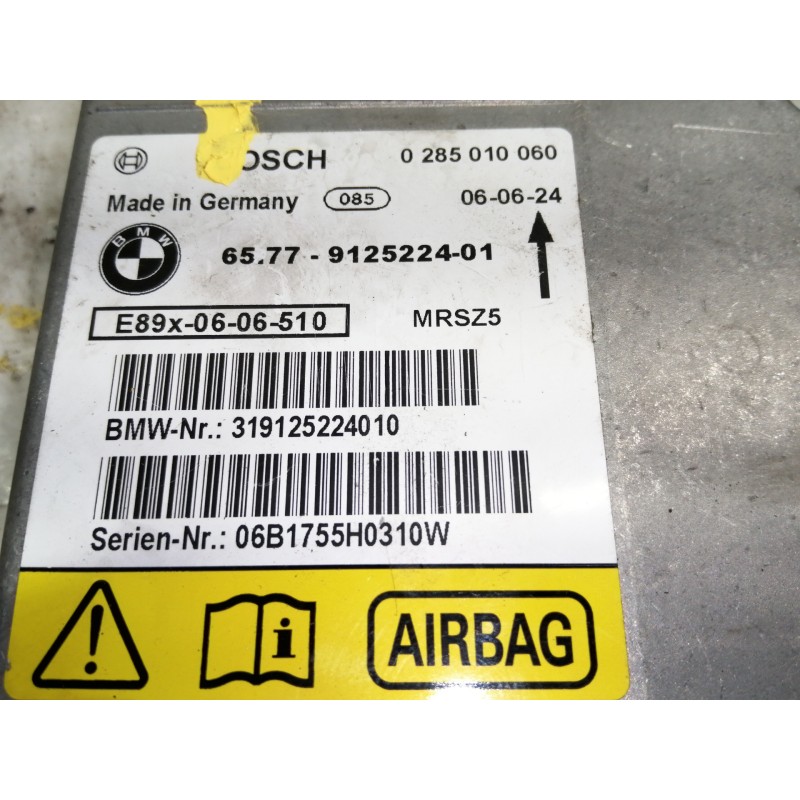 OSCH 0 285 010 060
Made in Germany 085 06-06-24
BMW 65.77 - 9125224-01
E89x-06-06-510 MRSZ5
BMW-Nr.: 319125224010
Serien-Nr.: 06B1755H0310W
! i AIRBAG